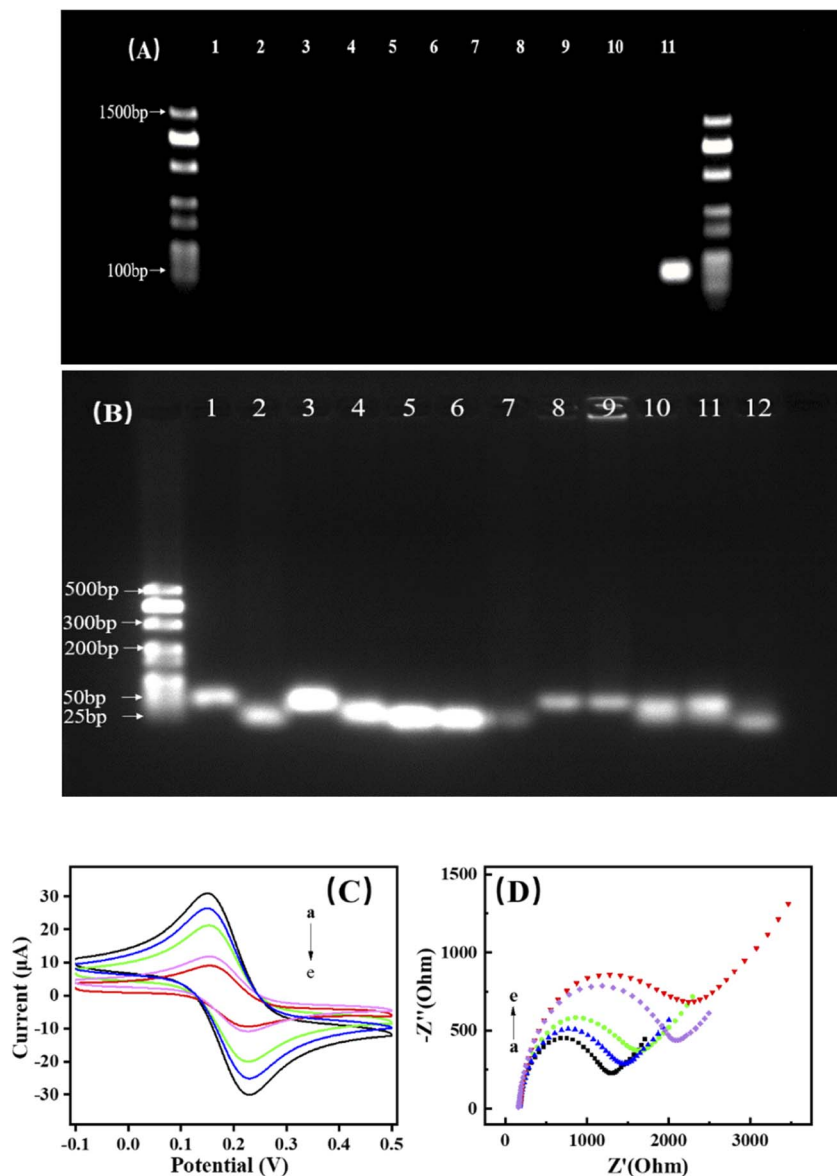 (A) 1 2 3 4 5 6 7 8 9 10 11
1500bp
100bp
(B) 1 2 3 4 5 6 7 8 9 10 11 12
500bp
300bp
200bp
50bp
25bp
(C)
30
20
10
0
-10
-20
-30
Current (μA)
a
e
-0.1 0.0 0.1 0.2 0.3 0.4 0.5
Potential (V)
(D)
1500
1000
500
0
-Z''(Ohm)
e
a
0 1000 2000 3000
Z'(Ohm)